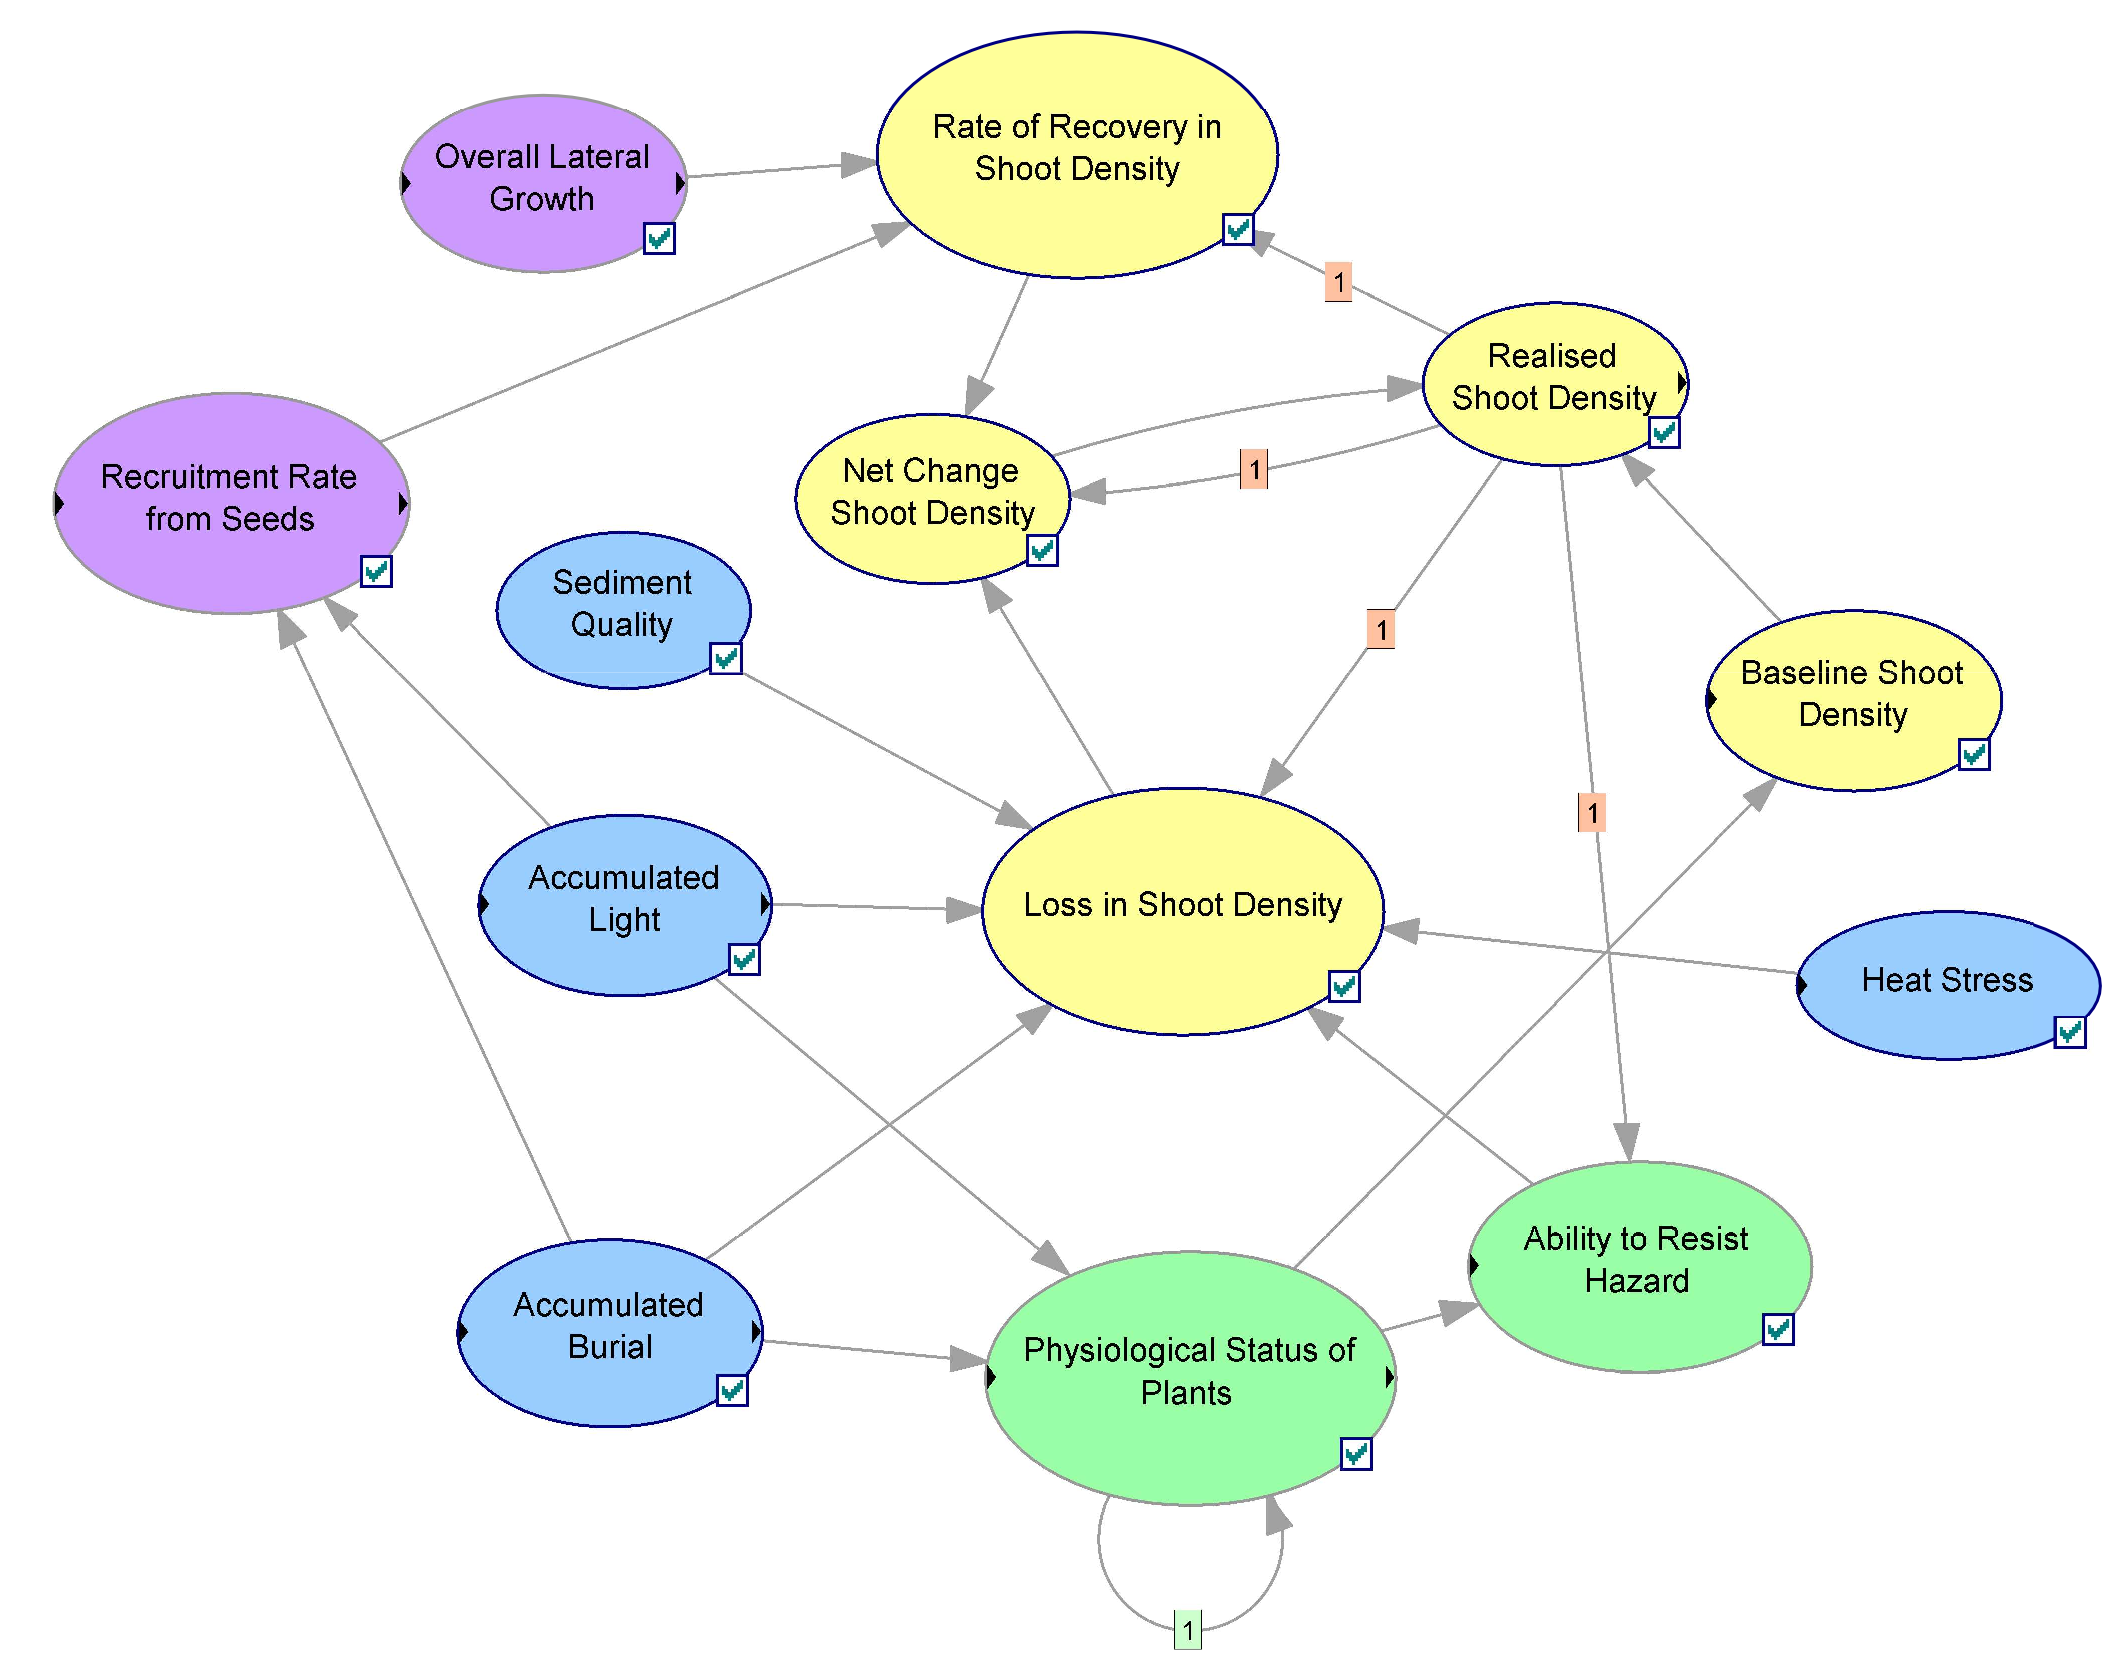 Rate of Recovery in
Shoot Density
Overall Lateral
Growth
1
Realised
Shoot Density
Net Change
Shoot Density
1
Recruitment Rate
from Seeds
Sediment
Quality
1
Baseline Shoot
Density
1
Accumulated
Light
Loss in Shoot Density
Heat Stress
Ability to Resist
Hazard
Accumulated
Burial
Physiological Status of
Plants
1